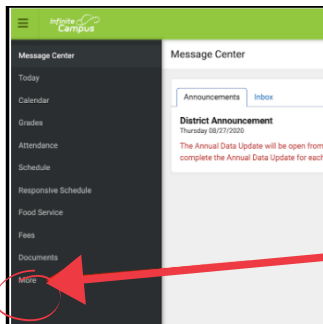 Infinite
Campus
Message Center
Today
Calendar
Grades
Attendance
Schedule
Responsive Schedule
Food Service
Fees
Documents
More
Message Center
Announcements Inbox
District Announcement
Thursday 08/27/2020
The Annual Data Update will be open from
complete the Annual Data Update for each